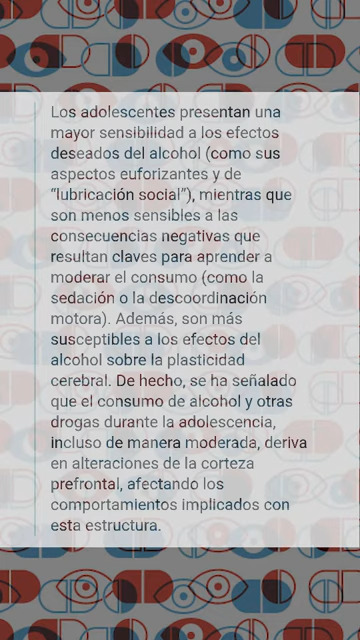 Los adolescentes presentan una
mayor sensibilidad a los efectos
deseados del alcohol (como sus
aspectos euforizantes y de
“lubricación social”), mientras que
son menos sensibles a las
consecuencias negativas que
resultan claves para aprender a
moderar el consumo (como la
sedación o la descoordinación
motora). Además, son más
susceptibles a los efectos del
alcohol sobre la plasticidad
cerebral. De hecho, se ha señalado
que el consumo de alcohol y otras
drogas durante la adolescencia,
incluso de manera moderada, deriva
en alteraciones de la corteza
prefrontal, afectando los
comportamientos implicados con
esta estructura.